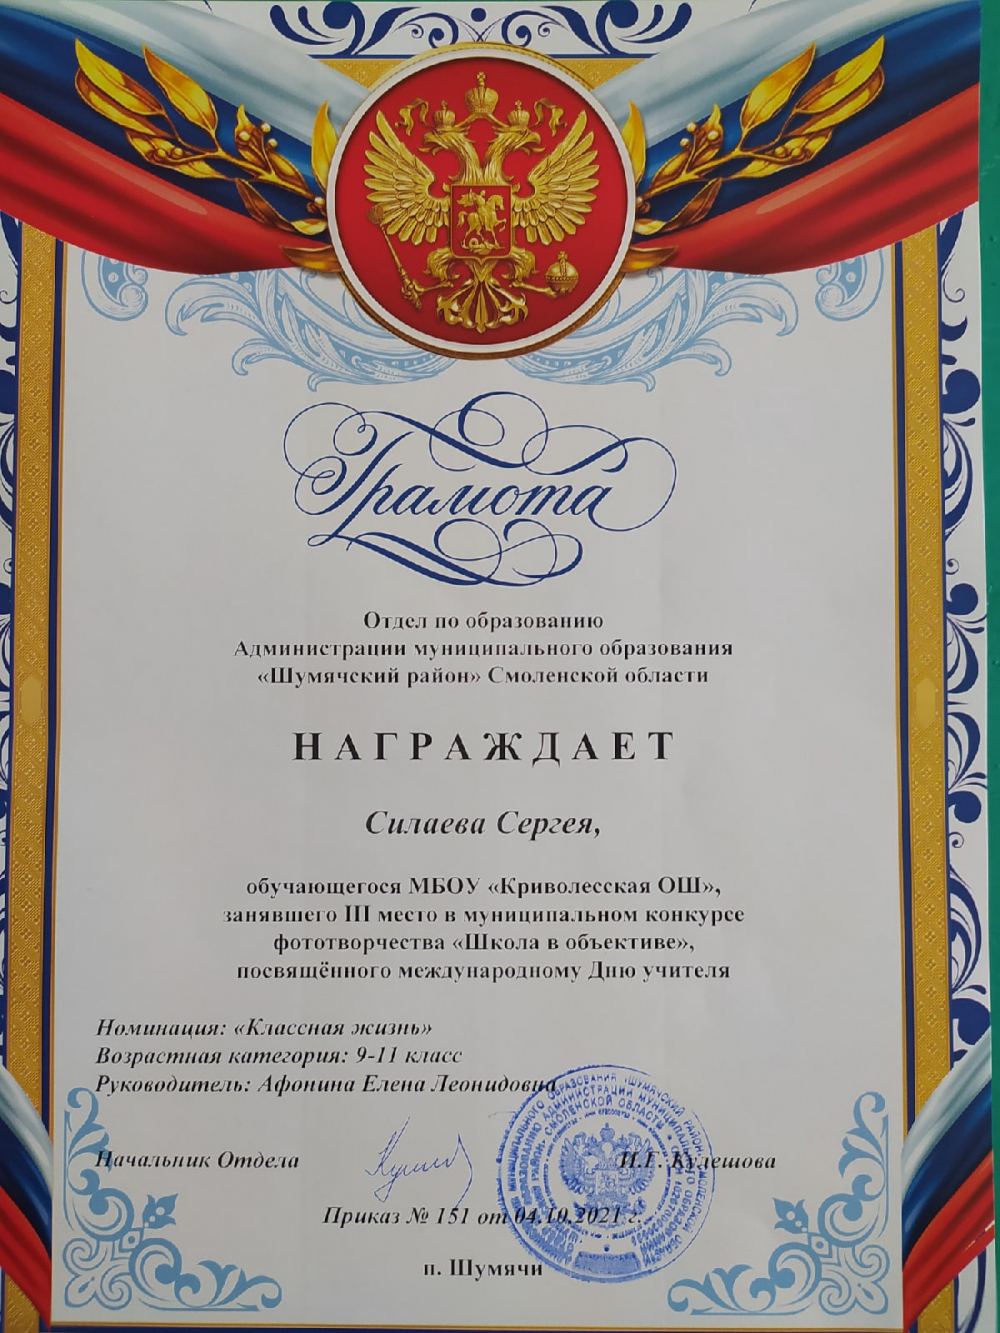 Грамота
Отдел по образованию
Администрации муниципального образования
«Шумячский район» Смоленской области
НАГРАЖДАЕТ
Силаева Сергея,
обучающегося МБОУ «Криволесская ОШ»,
занявшего III место в муниципальном конкурсе
фототворчества «Школа в объективе»,
посвящённого международному Дню учителя
Номинация: «Классная жизнь»
Возрастная категория: 9-11 класс
Руководитель: Афонина Елена Леонидовна
Начальник Отдела И.Г. Кулешова
Приказ № 151 от 04.10.2021 г.
п. Шумячи